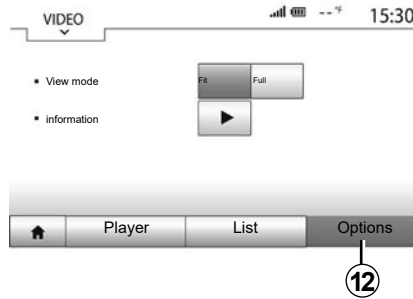 VIDEO
--°F
15:30
▪ View mode
Fit
Full
▪ information
Player
List
Options
12